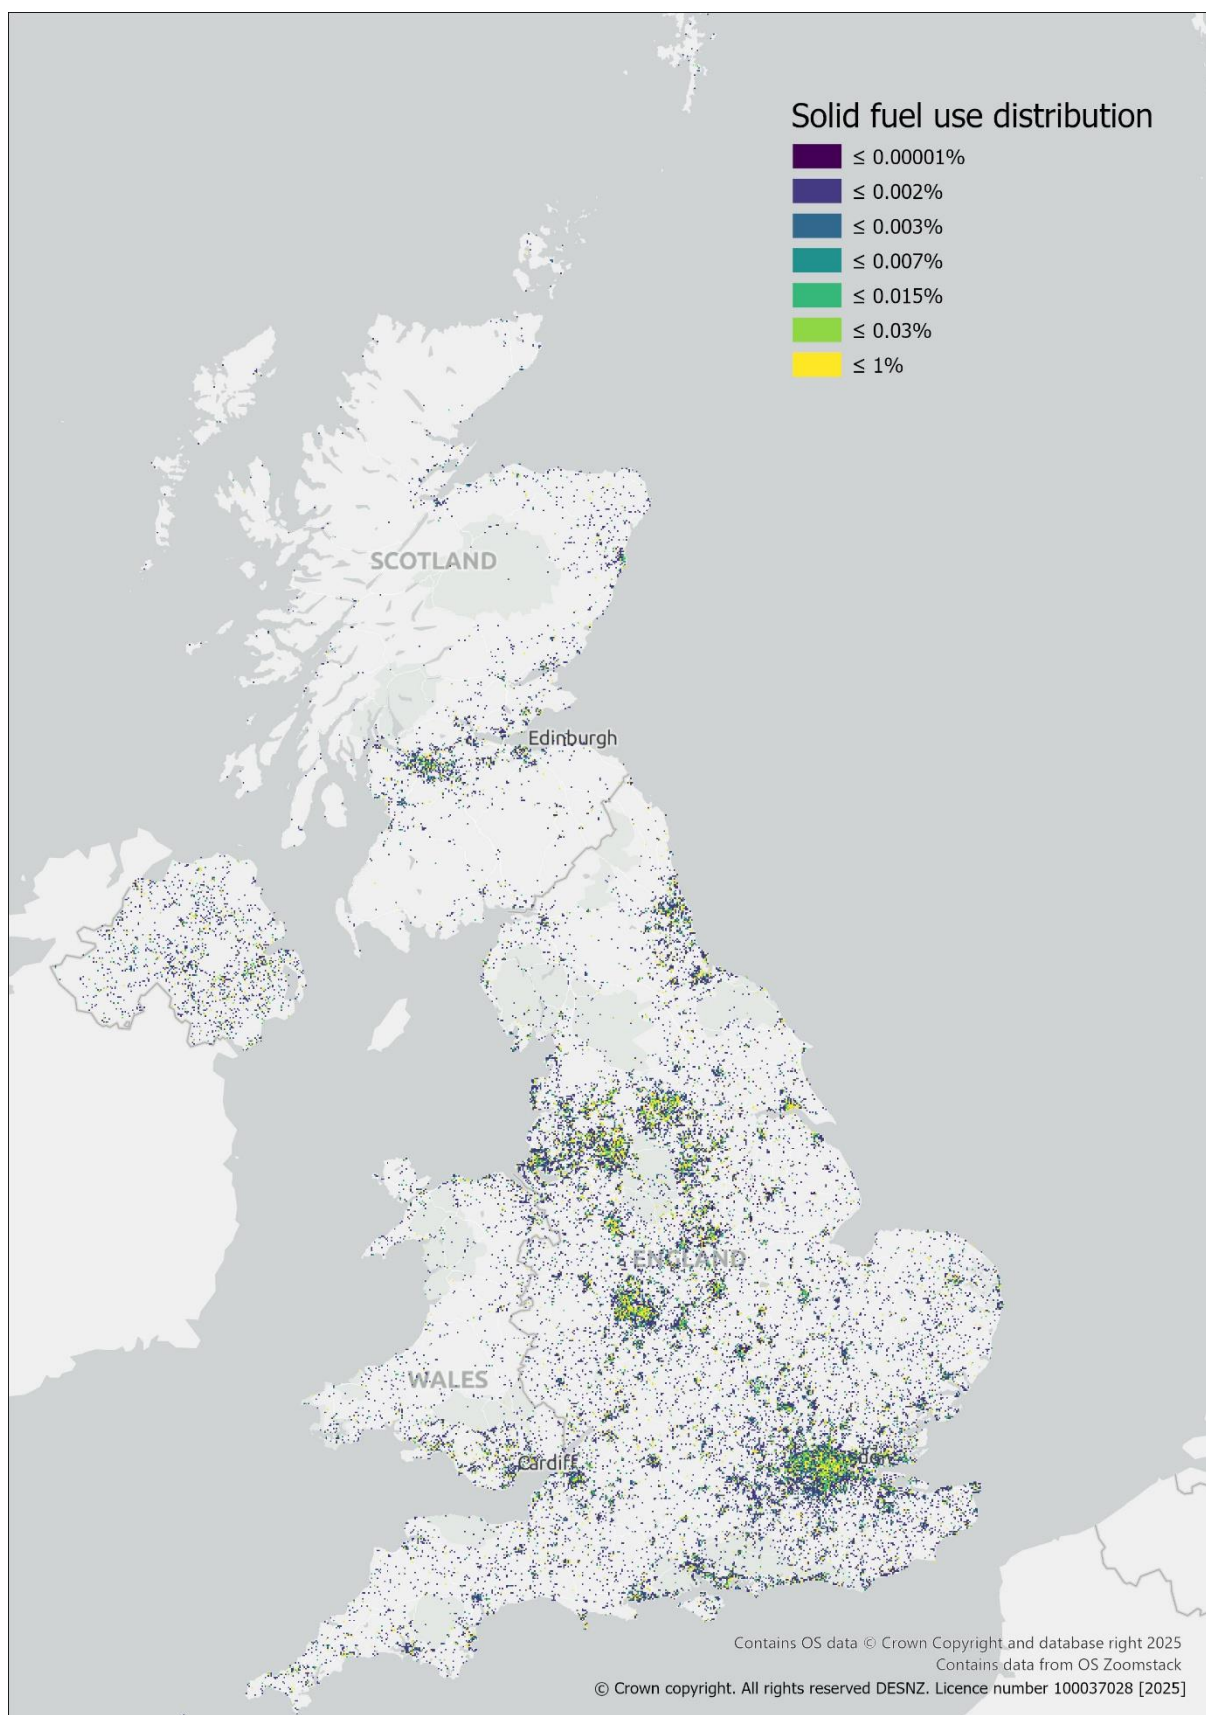 Solid fuel use distribution
≤ 0.00001%
≤ 0.002%
≤ 0.003%
≤ 0.007%
≤ 0.015%
≤ 0.03%
≤ 1%
SCOTLAND
Edinburgh
ENGLAND
WALES
Cardiff
Contains OS data © Crown Copyright and database right 2025
Contains data from OS Zoomstack
© Crown copyright. All rights reserved DESNZ. Licence number 100037028 [2025]